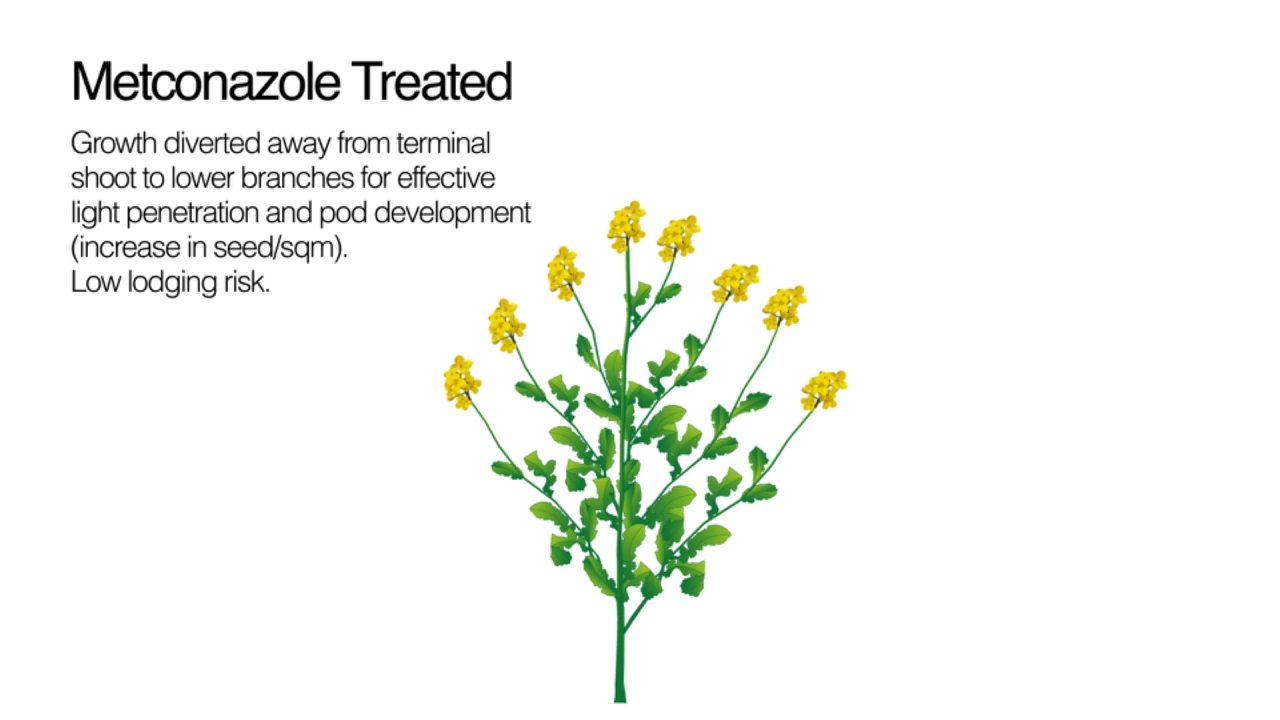 Metconazole Treated
Growth diverted away from terminal
shoot to lower branches for effective
light penetration and pod development
(increase in seed/sqm).
Low lodging risk.